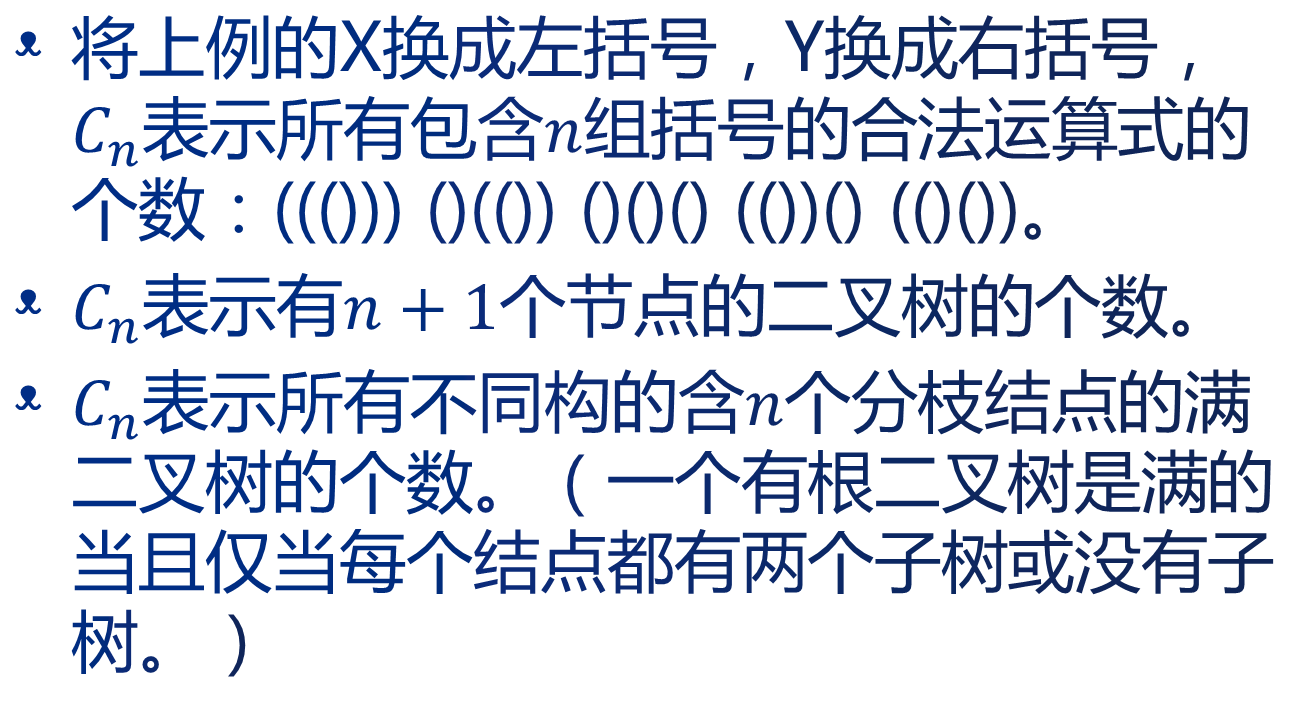 将上例的X换成左括号，Y换成右括号，
Cn表示所有包含n组括号的合法运算式的
个数：((())) ()(()) ()()() (())() (()())。
Cn表示有n + 1个节点的二叉树的个数。
Cn表示所有不同构的含n个分枝结点的满
二叉树的个数。（一个有根二叉树是满的
当且仅当每个结点都有两个子树或没有子
树。）